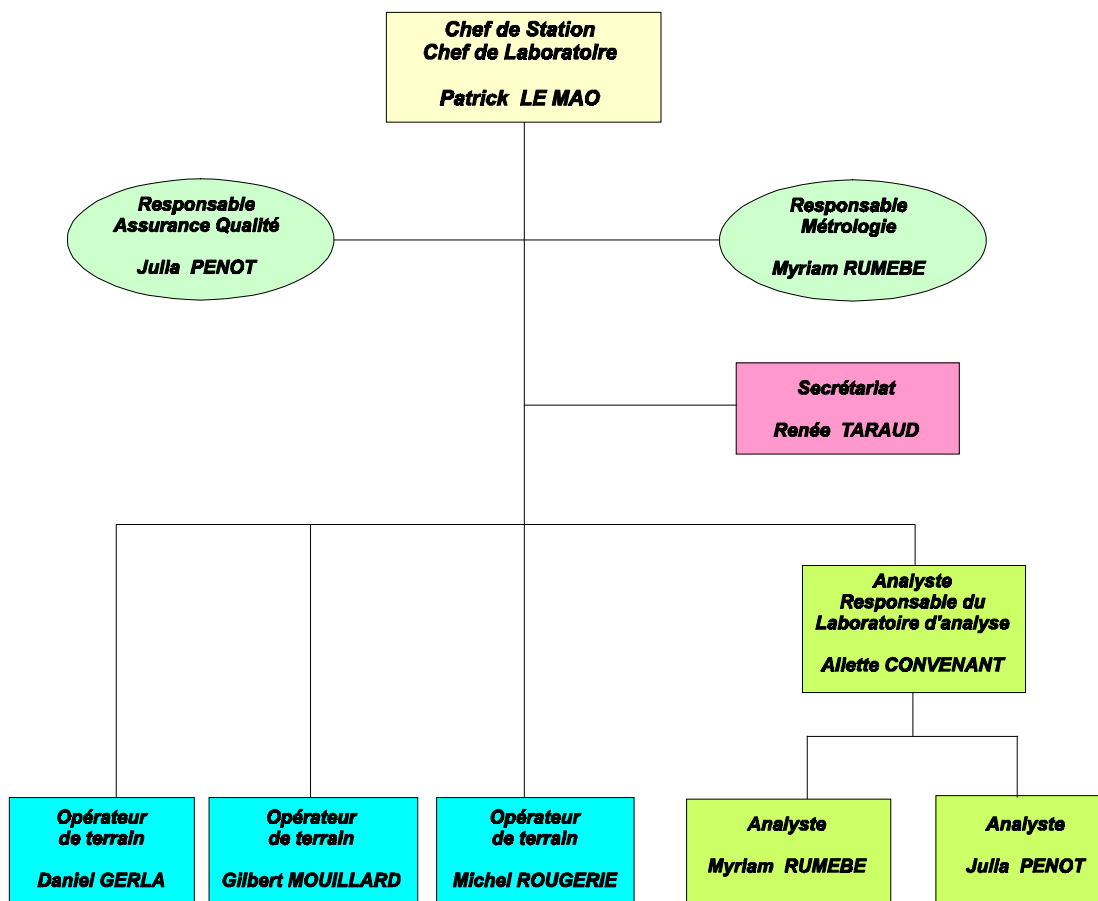 Chef de Station
Chef de Laboratoire
Patrick LE MAO
Responsable
Assurance Qualité
Julia PENOT
Responsable
Métrologie
Myriam RUMEBE
Secrétariat
Renée TARAUD
Analyste
Responsable du
Laboratoire d'analyse
Aliette CONVENANT
Opérateur
de terrain
Daniel GERLA
Opérateur
de terrain
Gilbert MOUILLARD
Opérateur
de terrain
Michel ROUGERIE
Analyste
Myriam RUMEBE
Analyste
Julia PENOT